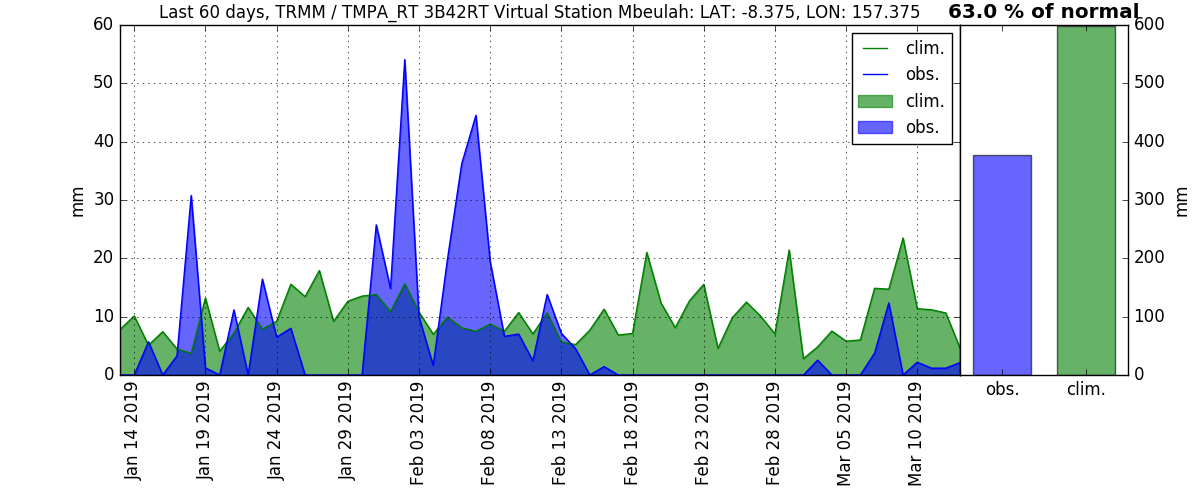 Last 60 days, TRMM / TMPA_RT 3B42RT Virtual Station Mbeulah: LAT: -8.375, LON: 157.375
63.0 % of normal
60
50
40
30
20
10
0
mm
clim.
obs.
clim.
obs.
Jan 14 2019
Jan 19 2019
Jan 24 2019
Jan 29 2019
Feb 03 2019
Feb 08 2019
Feb 13 2019
Feb 18 2019
Feb 23 2019
Feb 28 2019
Mar 05 2019
Mar 10 2019
600
500
400
300
200
100
0
mm
obs.
clim.